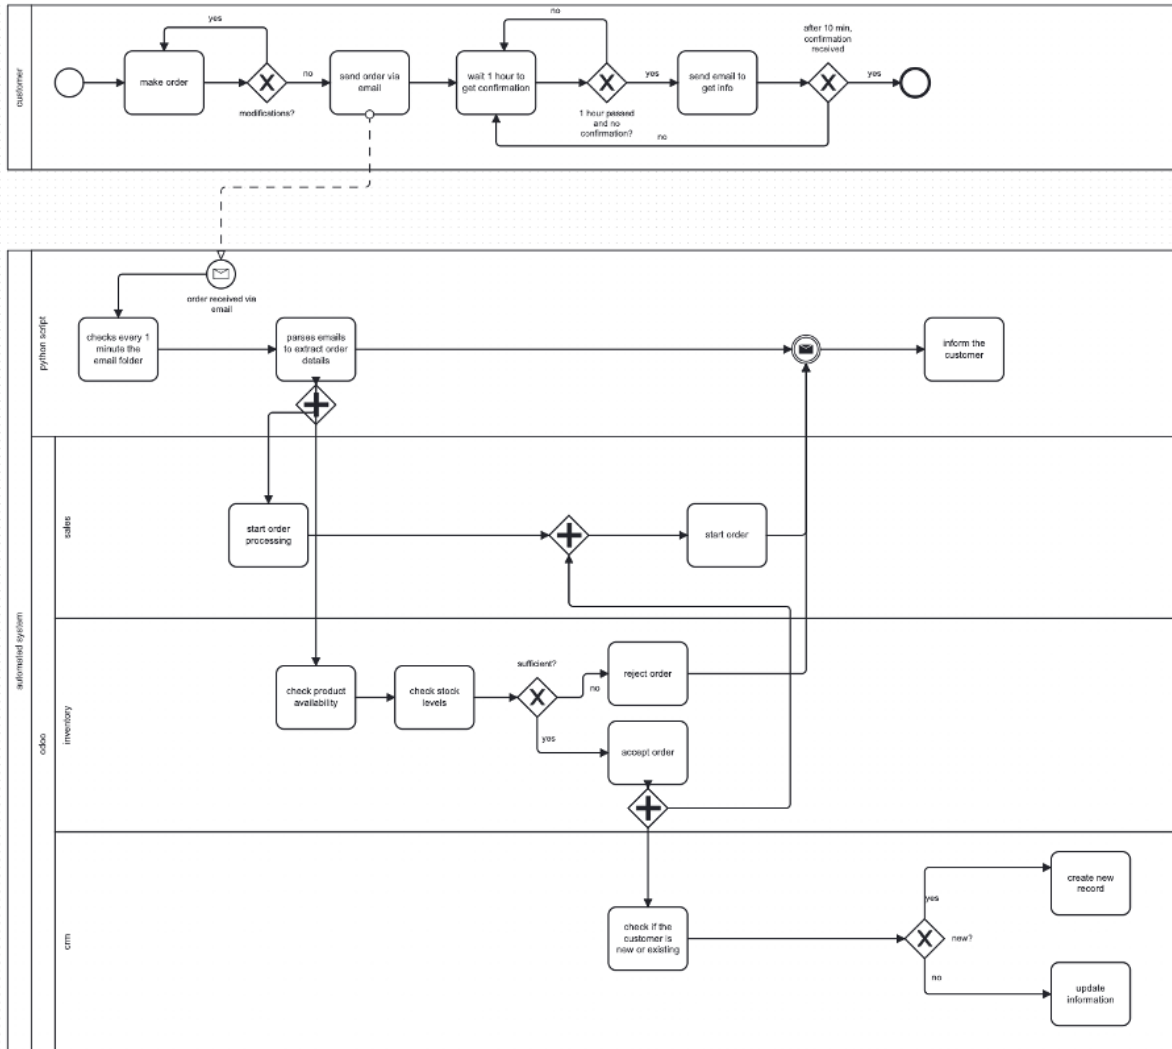 customer
yes
make order
modifications?
no
send order via
email
no
wait 1 hour to
get confirmation
1 hour passed
and no
confirmation?
yes
send email to
get info
after 10 min,
confirmation
received
yes
no
automated system
python script
order received via
email
checks every 1
minute the
email folder
parses emails
to extract order
details
inform the
customer
odoo
sales
start order
processing
start order
inventory
check product
availability
check stock
levels
sufficient?
no
yes
reject order
accept order
crm
check if the
customer is
new or existing
new?
yes
no
create new
record
update
information